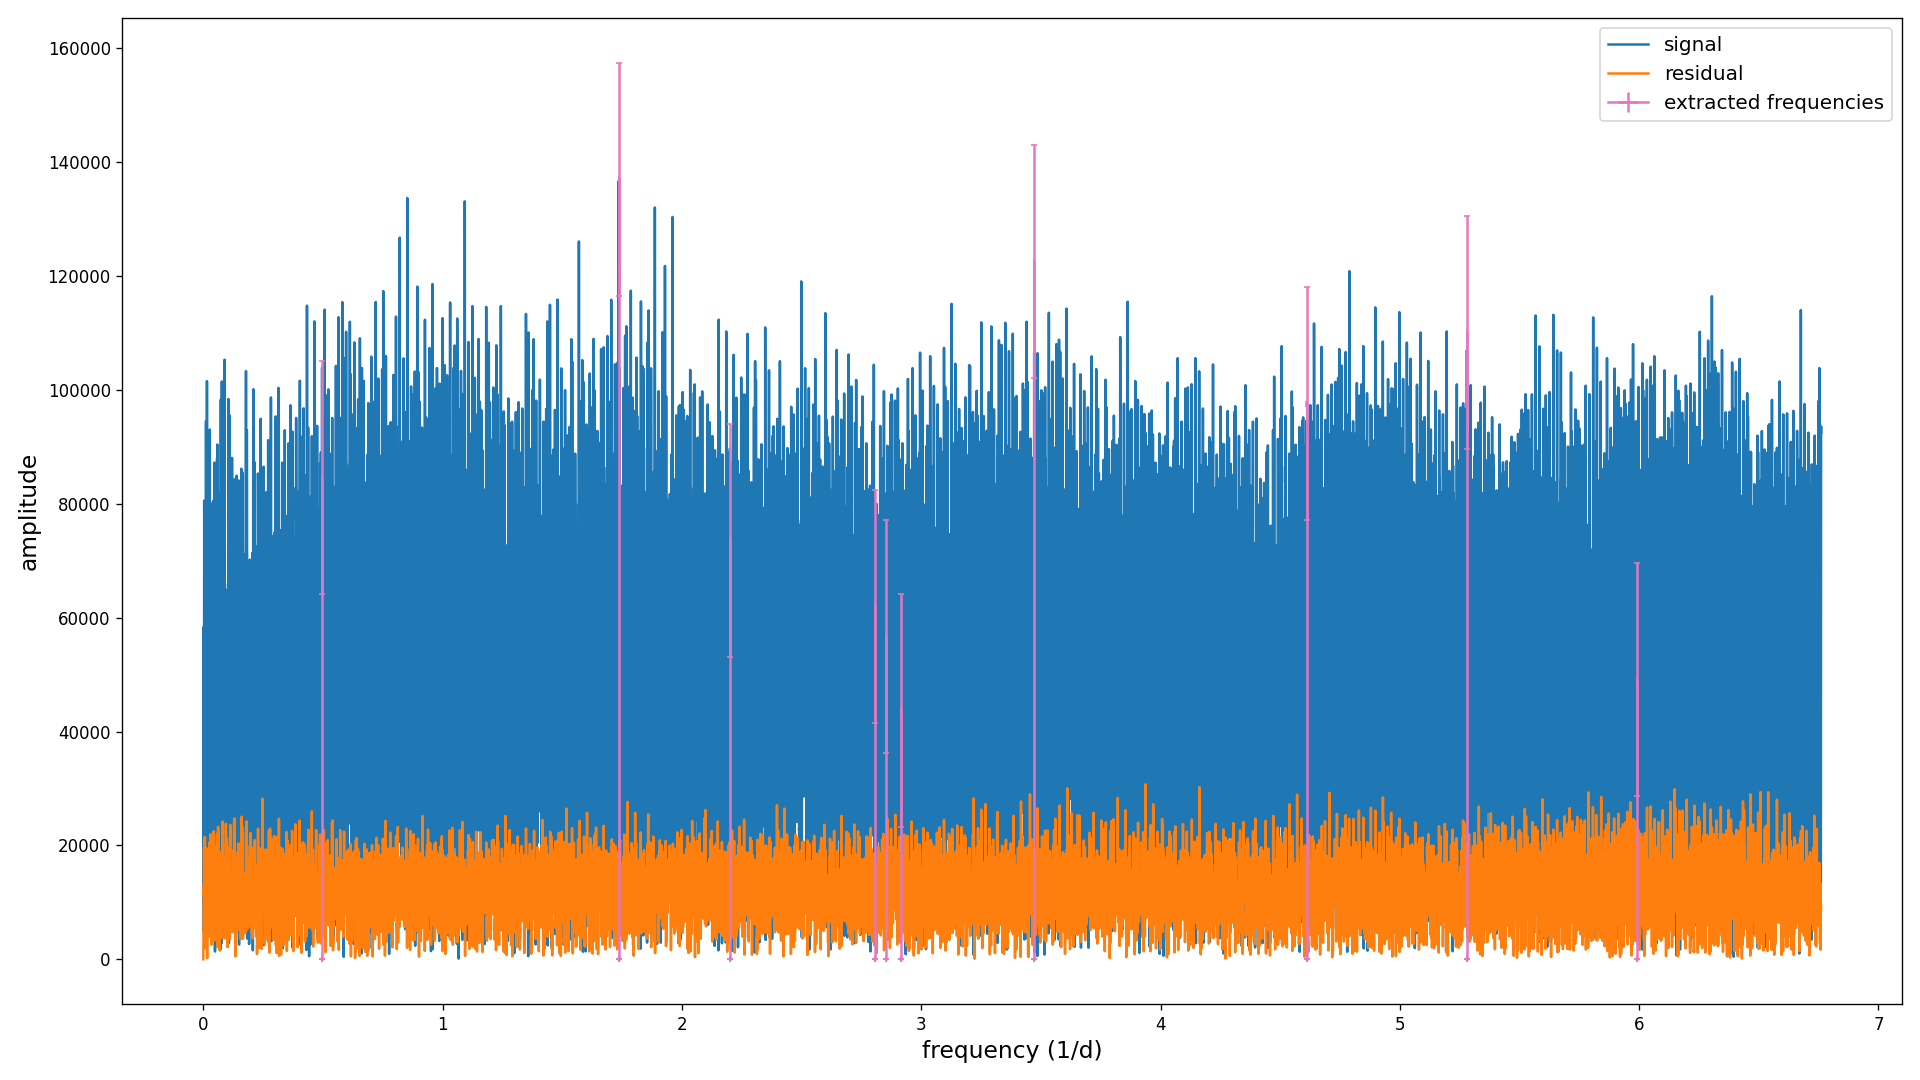 signal
residual
extracted frequencies
160000
140000
120000
100000
80000
60000
40000
20000
0
amplitude
0 1 2 3 4 5 6 7
frequency (1/d)